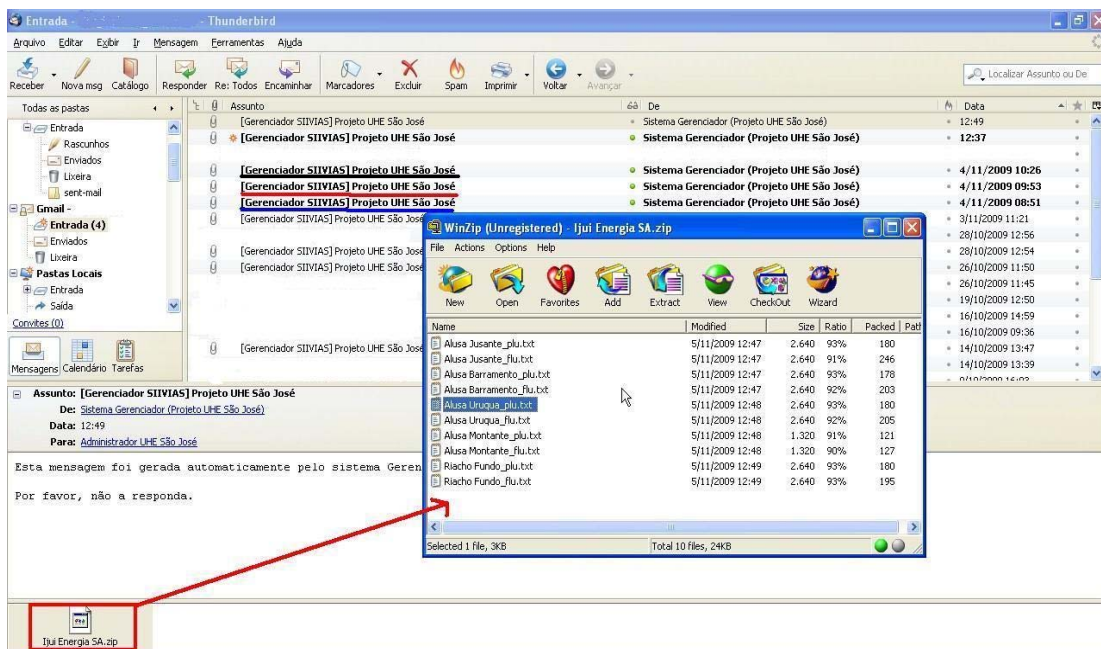 Entrada - - Thunderbird
Arquivo Editar Exibir Ir Mensagem Ferramentas Ajuda
Receber Nova msg Catálogo Responder Re: Todos Encaminhar Marcadores Excluir Spam Imprimir Voltar Avançar Localizar Assunto ou De
Todas as pastas Assunto De Data
Entrada
Rascunhos
Enviados
Lixeira
sent-mail
Gmail -
Entrada (4)
Enviados
Lixeira
Pastas Locais
Entrada
Saída
Convites (0)
Mensagens Calendário Tarefas
[Gerenciador SIIVIAS] Projeto UHE São José Sistema Gerenciador (Projeto UHE São José) 12:49
[Gerenciador SIIVIAS] Projeto UHE São José Sistema Gerenciador (Projeto UHE São José) 12:37
[Gerenciador SIIVIAS] Projeto UHE São José Sistema Gerenciador (Projeto UHE São José) 4/11/2009 10:26
[Gerenciador SIIVIAS] Projeto UHE São José Sistema Gerenciador (Projeto UHE São José) 4/11/2009 09:53
[Gerenciador SIIVIAS] Projeto UHE São José Sistema Gerenciador (Projeto UHE São José) 4/11/2009 08:51
[Gerenciador SIIVIAS] Projeto UHE São José 3/11/2009 11:21
28/10/2009 12:56
[Gerenciador SIIVIAS] Projeto UHE São José 28/10/2009 12:54
[Gerenciador SIIVIAS] Projeto UHE São José 26/10/2009 11:50
26/10/2009 11:45
19/10/2009 12:50
16/10/2009 14:59
16/10/2009 09:36
[Gerenciador SIIVIAS] Projeto UHE São José 14/10/2009 13:47
14/10/2009 13:39
WinZip (Unregistered) - Ijui Energia SA.zip
File Actions Options Help
New Open Favorites Add Extract View CheckOut Wizard
Name Modified Size Ratio Packed Path
Alusa Jusante_plu.txt 5/11/2009 12:47 2.640 93% 180
Alusa Jusante_flu.txt 5/11/2009 12:47 2.640 91% 246
Alusa Barramento_plu.txt 5/11/2009 12:47 2.640 93% 178
Alusa Barramento_flu.txt 5/11/2009 12:47 2.640 92% 203
Alusa Uruqua_plu.txt 5/11/2009 12:48 2.640 93% 180
Alusa Uruqua_flu.txt 5/11/2009 12:48 2.640 92% 205
Alusa Montante_plu.txt 5/11/2009 12:48 1.320 91% 121
Alusa Montante_flu.txt 5/11/2009 12:48 1.320 90% 127
Riacho Fundo_plu.txt 5/11/2009 12:49 2.640 93% 180
Riacho Fundo_flu.txt 5/11/2009 12:49 2.640 93% 195
Selected 1 file, 3KB Total 10 files, 24KB
Assunto: [Gerenciador SIIVIAS] Projeto UHE São José
De: Sistema Gerenciador (Projeto UHE São José)
Data: 12:49
Para: Administrador UHE São José
Esta mensagem foi gerada automaticamente pelo sistema Geren
Por favor, não a responda.
Ijui Energia SA.zip